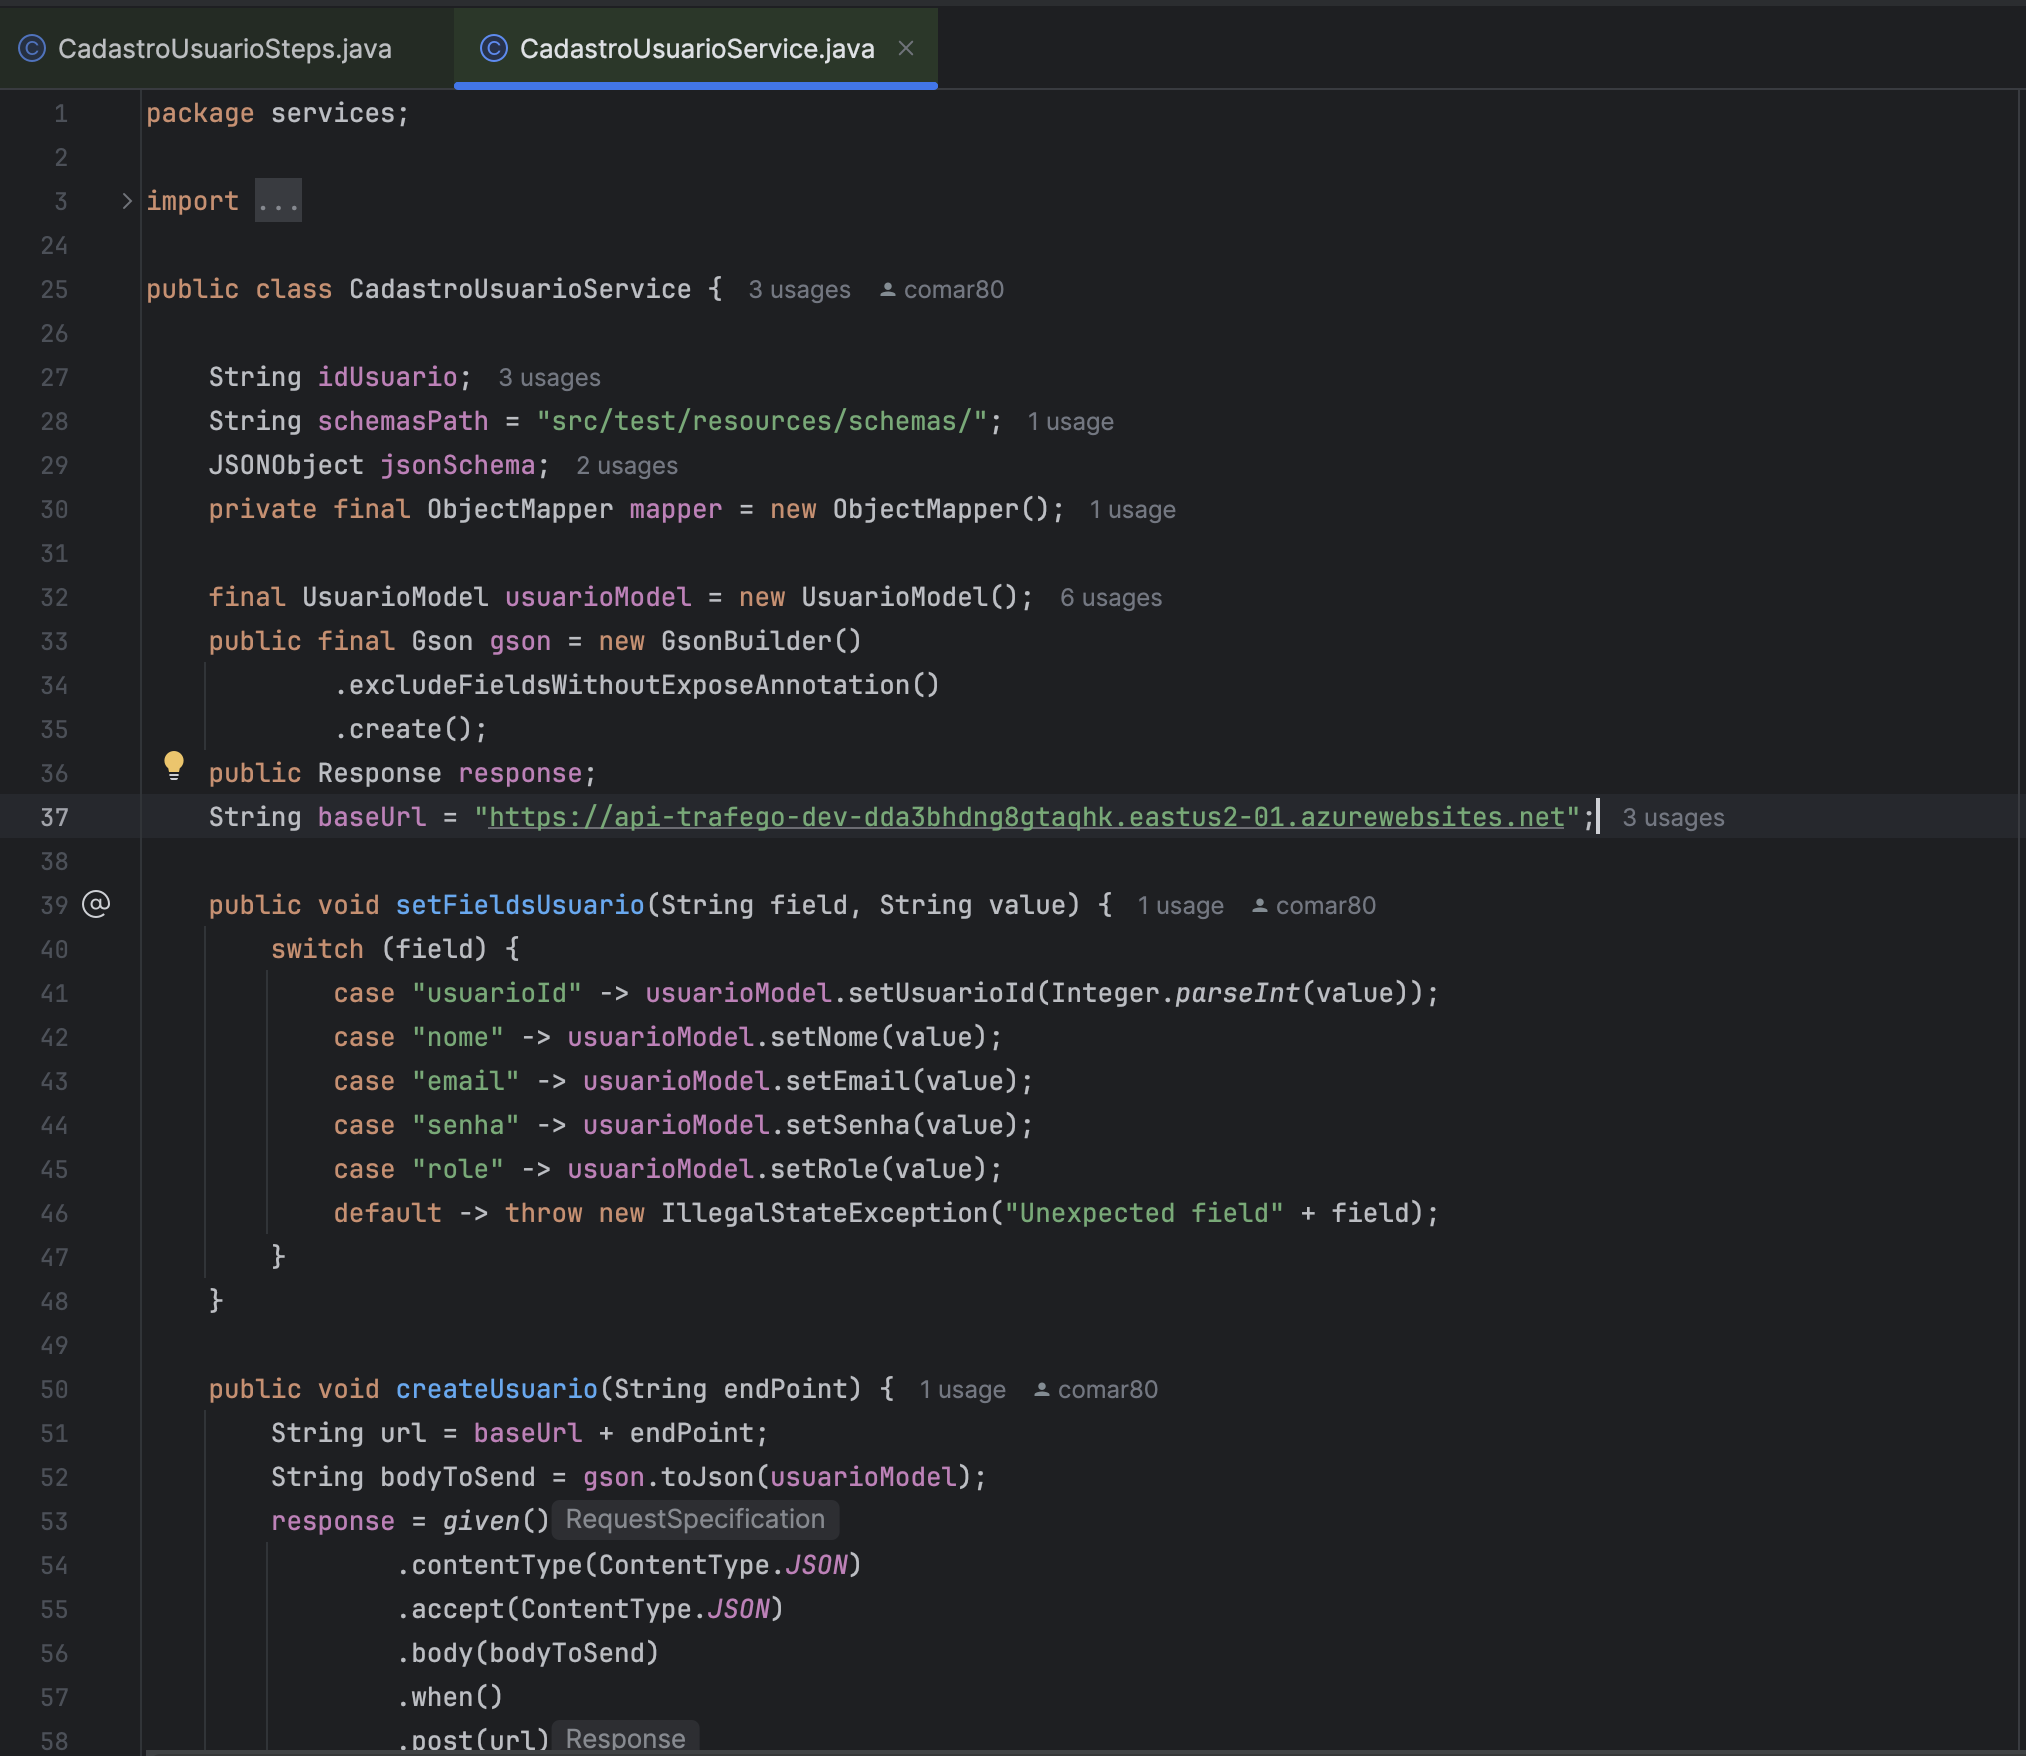 CadastroUsuarioSteps.java
CadastroUsuarioService.java
1 package services;
2
3 import ...
24
25 public class CadastroUsuarioService { 3 usages comar80
26
27 String idUsuario; 3 usages
28 String schemasPath = "src/test/resources/schemas/"; 1 usage
29 JSONObject jsonSchema; 2 usages
30 private final ObjectMapper mapper = new ObjectMapper(); 1 usage
31
32 final UsuarioModel usuarioModel = new UsuarioModel(); 6 usages
33 public final Gson gson = new GsonBuilder()
34 .excludeFieldsWithoutExposeAnnotation()
35 .create();
36 public Response response;
37 String baseUrl = "https://api-trafego-dev-dda3bhdng8gtaqhk.eastus2-01.azurewebsites.net"; 3 usages
38
39 @ public void setFieldsUsuario(String field, String value) { 1 usage comar80
40 switch (field) {
41 case "usuarioId" -> usuarioModel.setUsuarioId(Integer.parseInt(value));
42 case "nome" -> usuarioModel.setNome(value);
43 case "email" -> usuarioModel.setEmail(value);
44 case "senha" -> usuarioModel.setSenha(value);
45 case "role" -> usuarioModel.setRole(value);
46 default -> throw new IllegalStateException("Unexpected field" + field);
47 }
48 }
49
50 public void createUsuario(String endPoint) { 1 usage comar80
51 String url = baseUrl + endPoint;
52 String bodyToSend = gson.toJson(usuarioModel);
53 response = given() RequestSpecification
54 .contentType(ContentType.JSON)
55 .accept(ContentType.JSON)
56 .body(bodyToSend)
57 .when()
58 .post(url) Response